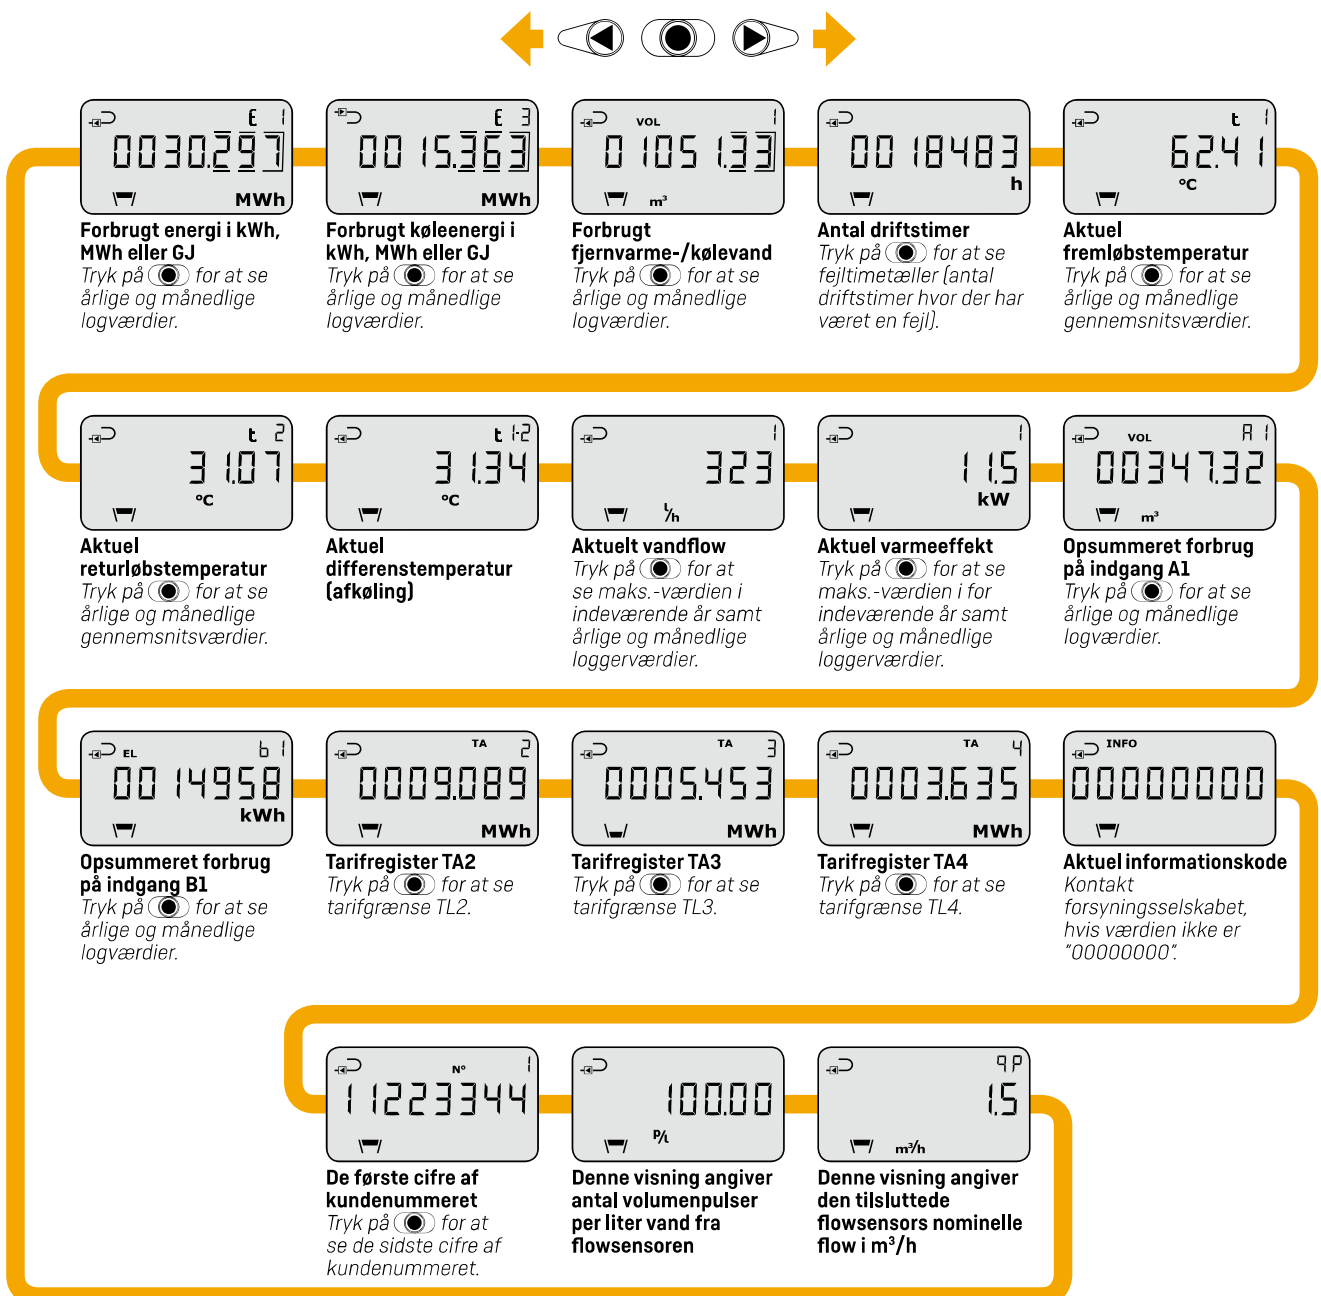 E 1
0030.297
MWh
Forbrugt energi i kWh,
MWh eller GJ
Tryk på for at se
årlige og månedlige
logværdier.
E 3
0015.363
MWh
Forbrugt køleenergi i
kWh, MWh eller GJ
Tryk på for at se
årlige og månedlige
logværdier.
VOL 1
01051.33
m³
Forbrugt
fjernvarme-/kølevand
Tryk på for at se
årlige og månedlige
logværdier.
0018483
h
Antal driftstimer
Tryk på for at se
fejltimetæller (antal
driftstimer hvor der har
været en fejl).
t 1
62.41
°C
Aktuel
fremløbstemperatur
Tryk på for at se
årlige og månedlige
gennemsnitsværdier.
t 2
31.07
°C
Aktuel
returløbstemperatur
Tryk på for at se
årlige og månedlige
gennemsnitsværdier.
t 1-2
31.34
°C
Aktuel
differenstemperatur
(afkøling)
1
323
l/h
Aktuelt vandflow
Tryk på for at
se maks.-værdien i
indeværende år samt
årlige og månedlige
loggerværdier.
1
11.5
kW
Aktuel varmeeffekt
Tryk på for at se
maks.-værdien i for
indeværende år samt
årlige og månedlige
loggerværdier.
VOL A1
00347.32
m³
Opsummeret forbrug
på indgang A1
Tryk på for at se
årlige og månedlige
logværdier.
EL b1
0014958
kWh
Opsummeret forbrug
på indgang B1
Tryk på for at se
årlige og månedlige
logværdier.
TA 2
0009.089
MWh
Tarifregister TA2
Tryk på for at se
tarifgrænse TL2.
TA 3
0005.453
MWh
Tarifregister TA3
Tryk på for at se
tarifgrænse TL3.
TA 4
0003.635
MWh
Tarifregister TA4
Tryk på for at se
tarifgrænse TL4.
INFO
00000000
Aktuel informationskode
Kontakt
forsyningsselskabet,
hvis værdien ikke er
"00000000".
N° 1
11223344
De første cifre af
kundenummeret
Tryk på for at
se de sidste cifre af
kundenummeret.
100.00
p/l
Denne visning angiver
antal volumenpulser
per liter vand fra
flowsensoren
qP
1.5
m³/h
Denne visning angiver
den tilsluttede
flowsensors nominelle
flow i m³/h